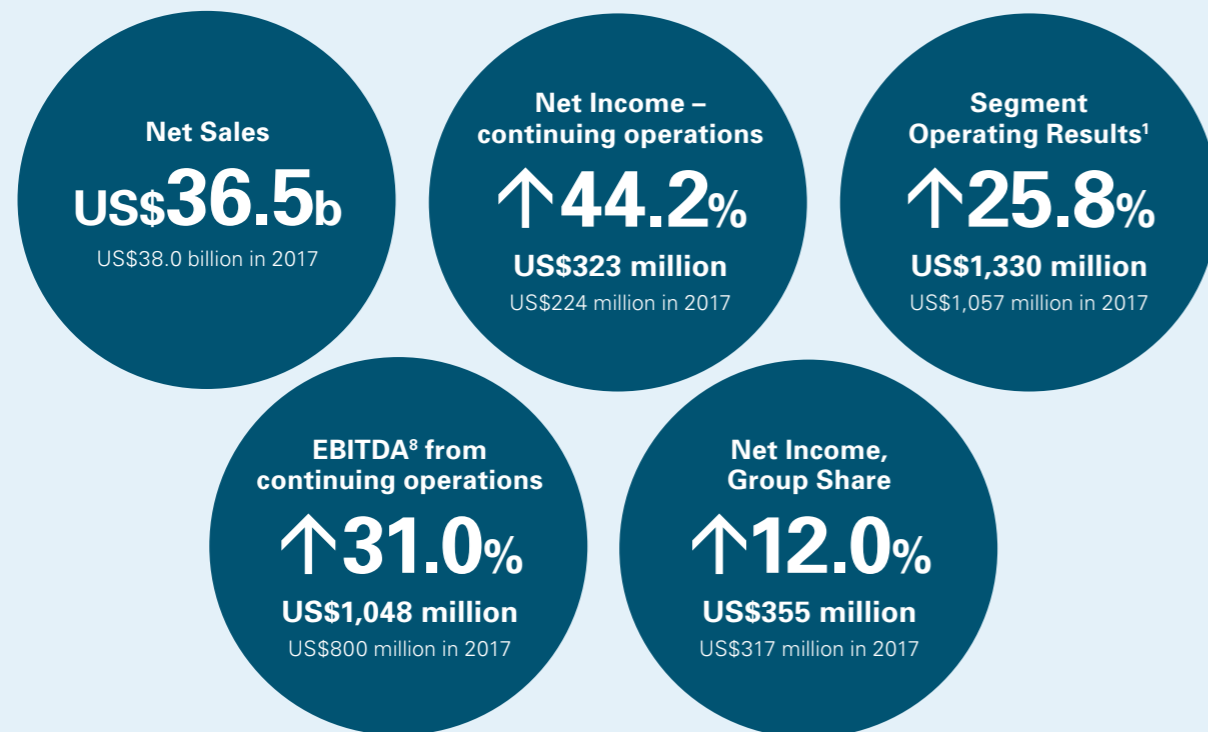 Net Sales
US$36.5b
US$38.0 billion in 2017
Net Income –
continuing operations
↑44.2%
US$323 million
US$224 million in 2017
Segment
Operating Results¹
↑25.8%
US$1,330 million
US$1,057 million in 2017
EBITDA⁸ from
continuing operations
↑31.0%
US$1,048 million
US$800 million in 2017
Net Income,
Group Share
↑12.0%
US$355 million
US$317 million in 2017